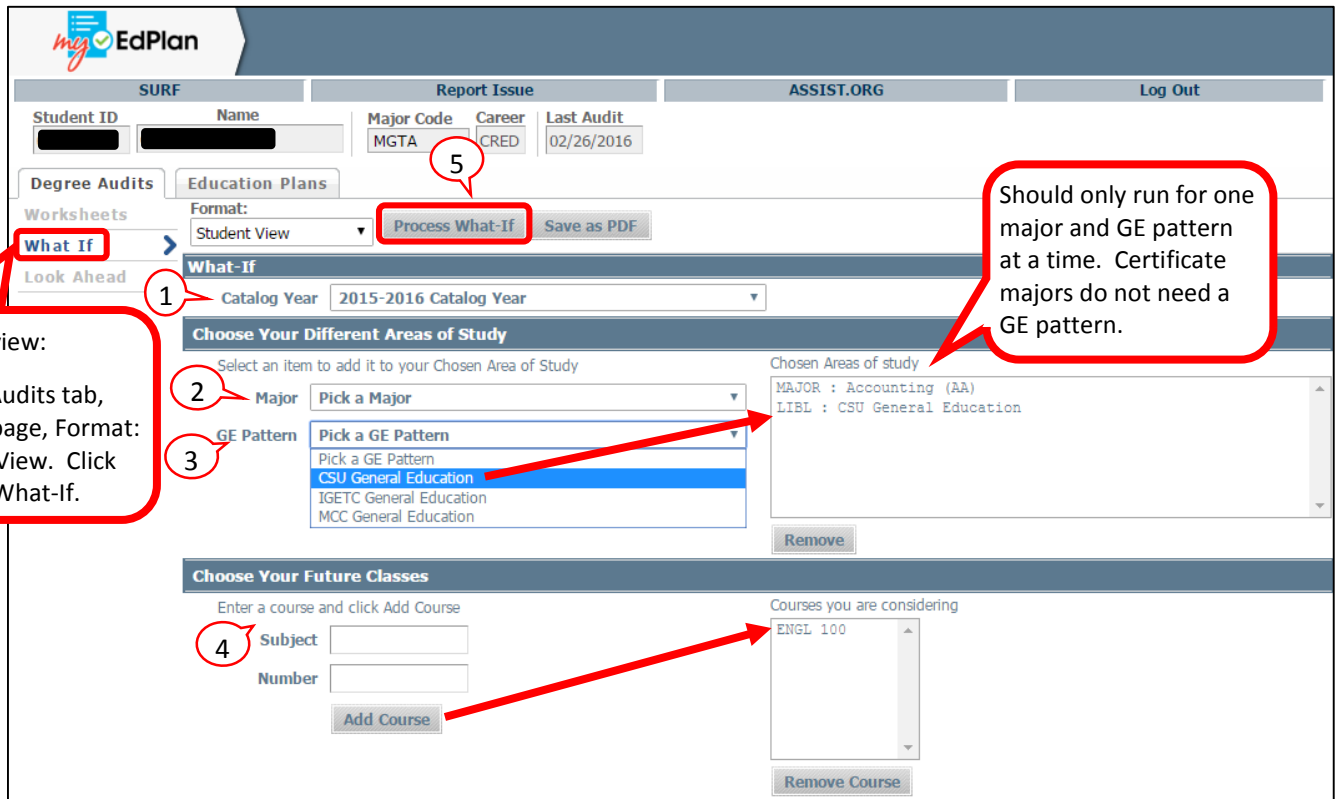 my EdPlan
SURF Report Issue ASSIST.ORG Log Out
Student ID Name Major Code Career Last Audit
MGTA CRED 02/26/2016
5
Degree Audits Education Plans
Worksheets
What If
Look Ahead
Format:
Student View Process What-If Save as PDF
Should only run for one
major and GE pattern
at a time. Certificate
majors do not need a
GE pattern.
What-If
1 Catalog Year 2015-2016 Catalog Year
Choose Your Different Areas of Study
Select an item to add it to your Chosen Area of Study
2 Major Pick a Major
3 GE Pattern Pick a GE Pattern
Pick a GE Pattern
CSU General Education
IGETC General Education
MCC General Education
Chosen Areas of study
MAJOR : Accounting (AA)
LIBL : CSU General Education
Remove
iew:
Audits tab,
page, Format:
View. Click
What-If.
Choose Your Future Classes
Enter a course and click Add Course
4 Subject
Number
Add Course
Courses you are considering
ENGL 100
Remove Course